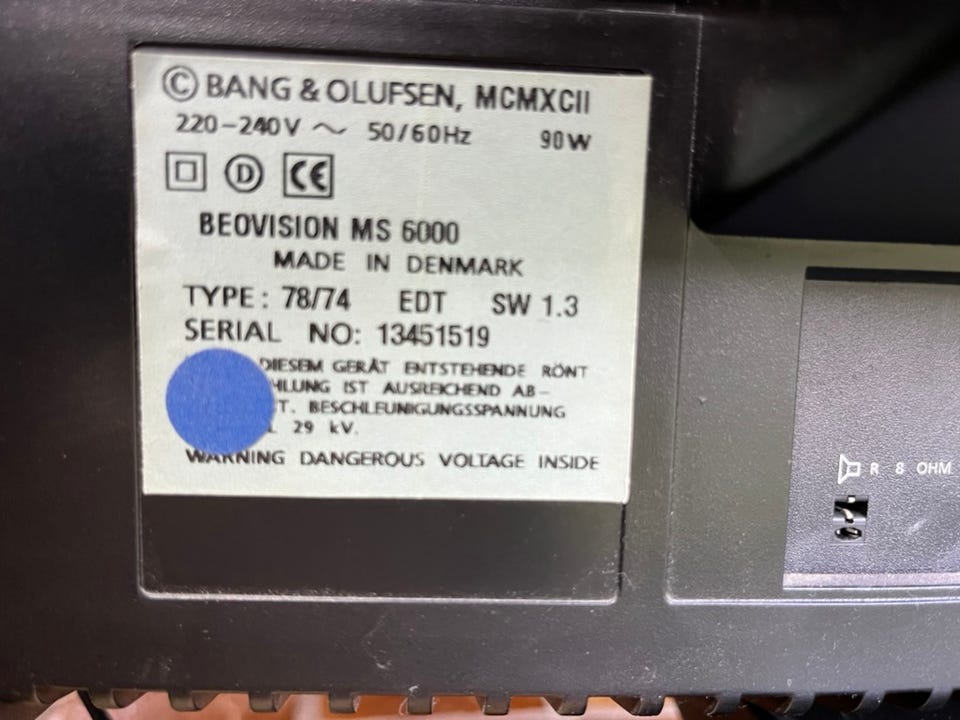 © BANG & OLUFSEN, MCMXCII
220-240V ~ 50/60Hz 90W
D CE
BEOVISION MS 6000
MADE IN DENMARK
TYPE: 78/74 EDT SW 1.3
SERIAL NO: 13451519
DIESEM GERÄT ENTSTEHENDE RÖNT
HLUNG IST AUSREICHEND AB-
T. BESCHLEUNIGUNGSSPANNUNG
L 29 kV.
WARNING DANGEROUS VOLTAGE INSIDE
R 8 OHM